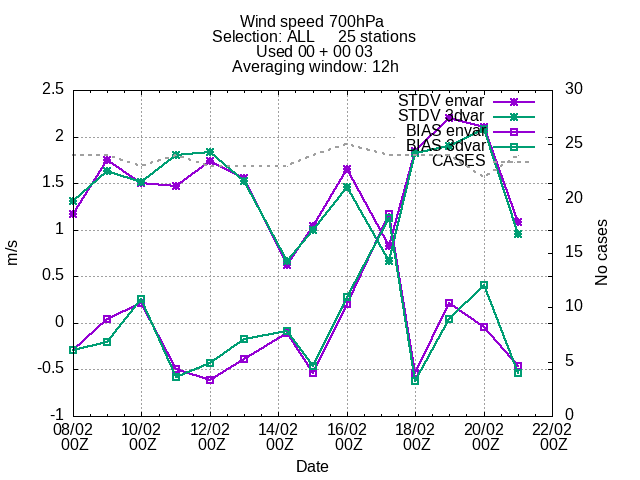 Wind speed 700hPa
Selection: ALL 25 stations
Used 00 + 00 03
Averaging window: 12h
2.5
2
1.5
1
0.5
0
-0.5
-1
30
25
20
15
10
5
0
STDV envar
STDV 3dvar
BIAS envar
BIAS 3dvar
CASES
m/s
No cases
08/02 10/02 12/02 14/02 16/02 18/02 20/02 22/02
00Z 00Z 00Z 00Z 00Z 00Z 00Z 00Z
Date